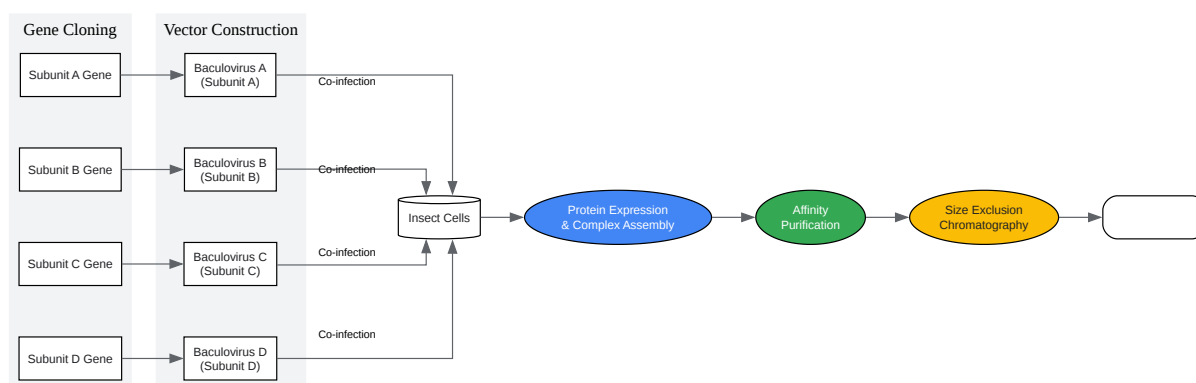 Gene Cloning
Vector Construction
Subunit A Gene
Baculovirus A
(Subunit A)
Co-infection
Subunit B Gene
Baculovirus B
(Subunit B)
Co-infection
Insect Cells
Protein Expression
& Complex Assembly
Affinity
Purification
Size Exclusion
Chromatography
Subunit C Gene
Baculovirus C
(Subunit C)
Co-infection
Subunit D Gene
Baculovirus D
(Subunit D)
Co-infection